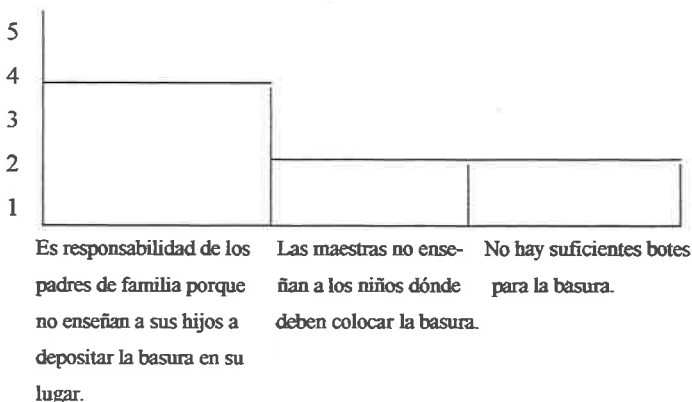 5
4
3
2
1
Es responsabilidad de los
padres de familia porque
no enseñan a sus hijos a
depositar la basura en su
lugar.
Las maestras no ense-
ñan a los niños dónde
deben colocar la basura.
No hay suficientes botes
para la basura.